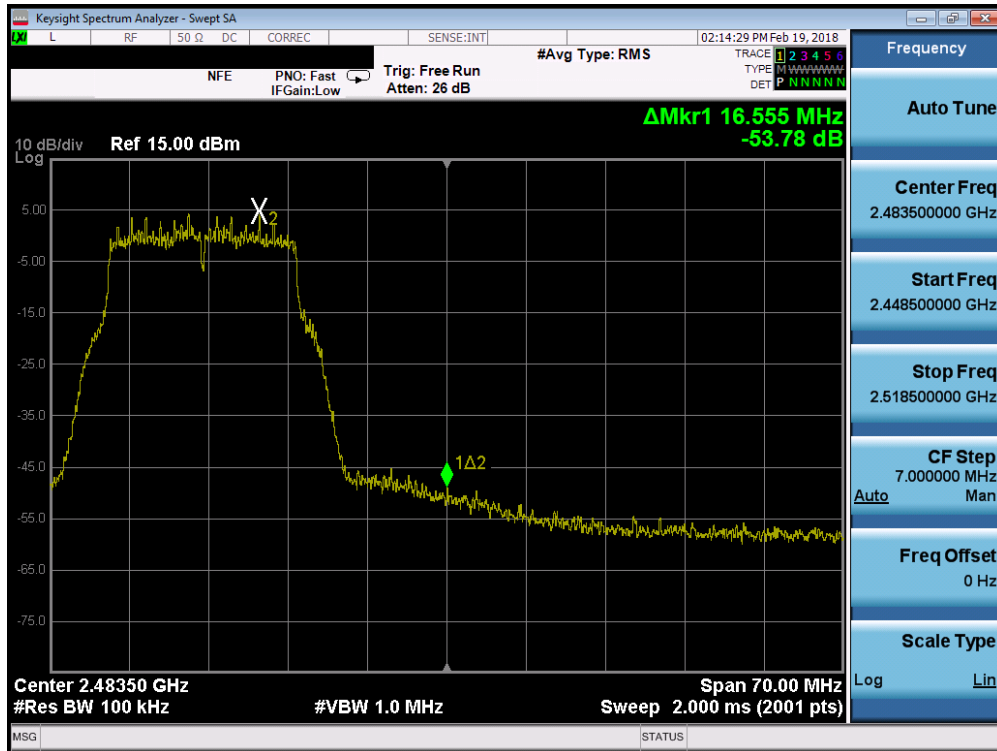 Keysight Spectrum Analyzer - Swept SA
LXI L RF 50 Ω DC CORREC SENSE:INT 02:14:29 PM Feb 19, 2018
Frequency
#Avg Type: RMS TRACE 1 2 3 4 5 6
NFE PNO: Fast Trig: Free Run TYPE M WWWWW
IFGain:Low Atten: 26 dB DET P N N N N N
ΔMkr1 16.555 MHz
-53.78 dB
10 dB/div Ref 15.00 dBm
Log
5.00
-5.00
-15.0
-25.0
-35.0
-45.0
-55.0
-65.0
-75.0
X2
1Δ2
Center 2.48350 GHz Span 70.00 MHz
#Res BW 100 kHz #VBW 1.0 MHz Sweep 2.000 ms (2001 pts)
MSG STATUS
Auto Tune
Center Freq
2.483500000 GHz
Start Freq
2.448500000 GHz
Stop Freq
2.518500000 GHz
CF Step
7.000000 MHz
Auto Man
Freq Offset
0 Hz
Scale Type
Log Lin